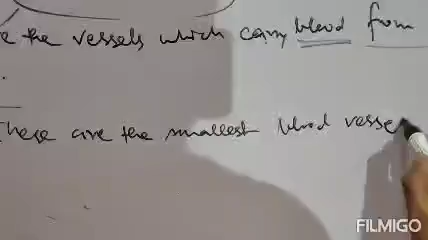 e the vessels which carry blood from
.
These are the smallest blood vesse
FILMIGO